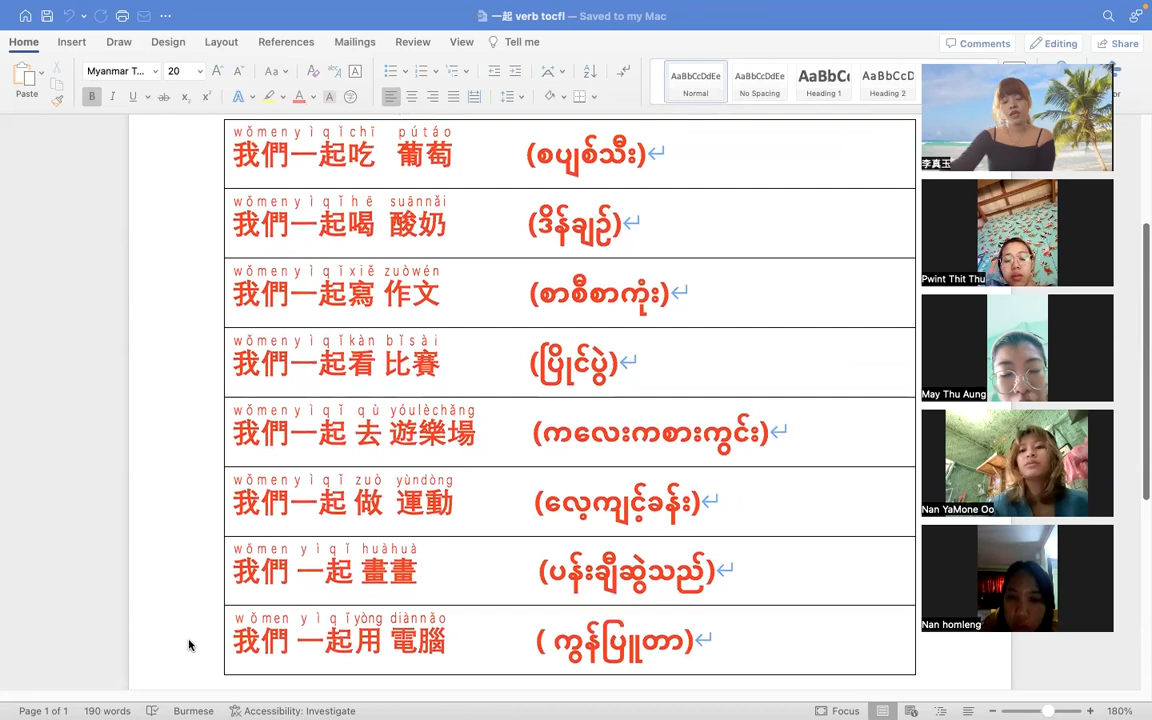 一起 verb tocfl — Saved to my Mac
Home Insert Draw Design Layout References Mailings Review View Tell me Comments Editing Share
Paste Myanmar T... 20 AaBbCcDdEe AaBbCcDdEe AaBbC AaBbCcD
Normal No Spacing Heading 1 Heading 2
wǒmen yì qǐ chī pútáo
我們一起吃 葡萄 (စပျစ်သီး)
wǒmen yì qǐ hē suānnǎi
我們一起喝 酸奶 (ဒိန်ချဉ်)
wǒmen yì qǐ xiě zuòwén
我們一起寫 作文 (စာစီစာကုံး)
wǒmen yì qǐ kàn bǐsài
我們一起看 比賽 (ပြိုင်ပွဲ)
wǒmen yì qǐ qù yóulèchǎng
我們一起 去 遊樂場 (ကလေးကစားကွင်း)
wǒmen yì qǐ zuò yùndòng
我們一起 做 運動 (လေ့ကျင့်ခန်း)
wǒmen yì qǐ huàhuà
我們 一起 畫畫 (ပန်းချီဆွဲသည်)
wǒmen yì qǐ yòng diànnǎo
我們 一起用 電腦 ( ကွန်ပြူတာ)
李真玉
Pwint Thit Thu
May Thu Aung
Nan YaMone Oo
Nan homleng
Page 1 of 1 190 words Burmese Accessibility: Investigate Focus 180%